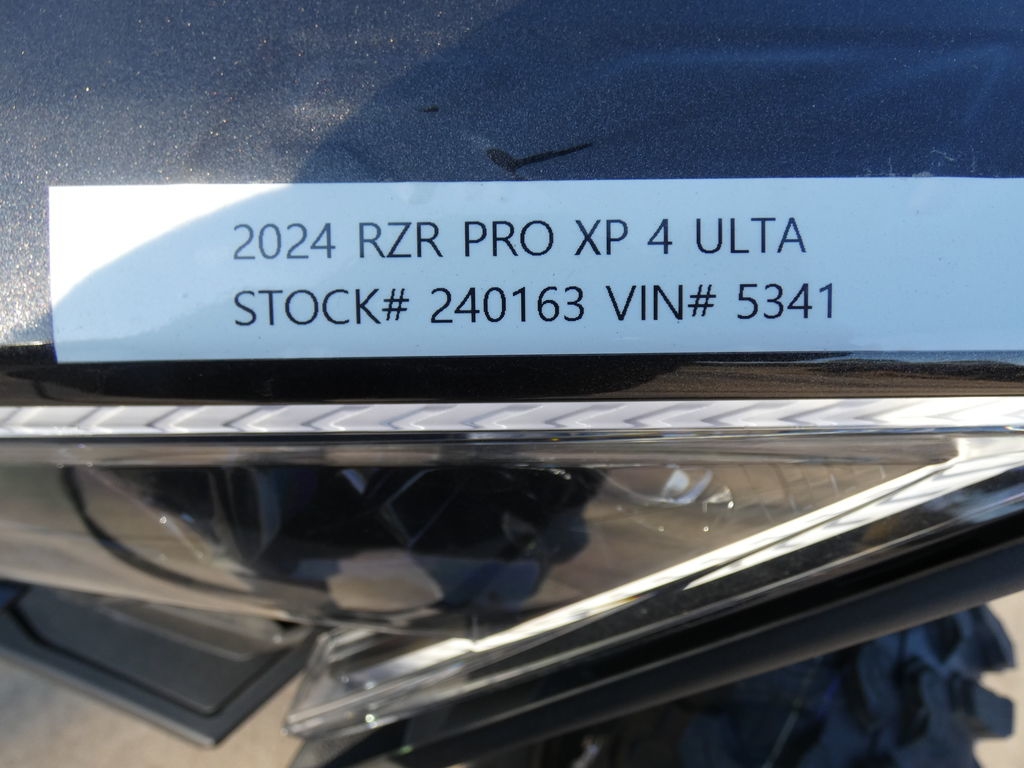 2024 RZR PRO XP 4 ULTA
STOCK# 240163 VIN# 5341